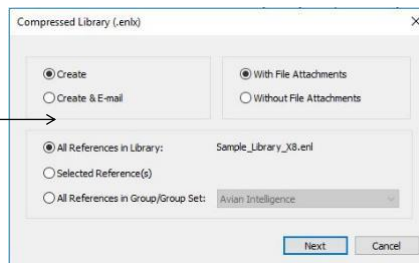 Compressed Library (.enlx)
Create
With File Attachments
Create & E-mail
Without File Attachments
All References in Library: Sample_Library_X8.enl
Selected Reference(s)
All References in Group/Group Set: Avian Intelligence
Next Cancel